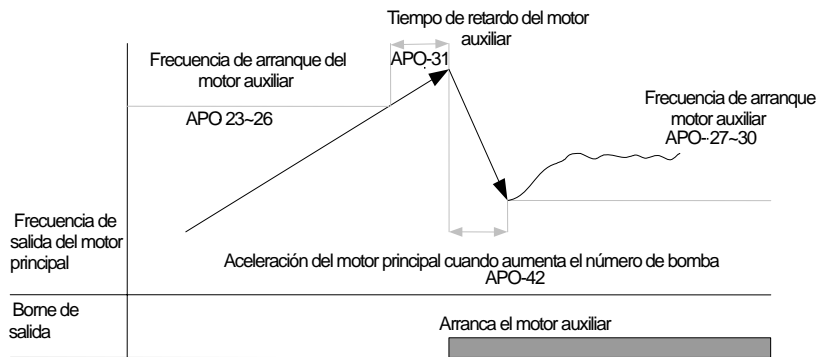 Tiempo de retardo del motor
auxiliar
APO-31
Frecuencia de arranque del
motor auxiliar
APO 23~26
Frecuencia de arranque
motor auxiliar
APO-·27~30
Frecuencia de
salida del motor
principal
Aceleración del motor principal cuando aumenta el número de bomba
APO-42
Borne de
salida
Arranca el motor auxiliar